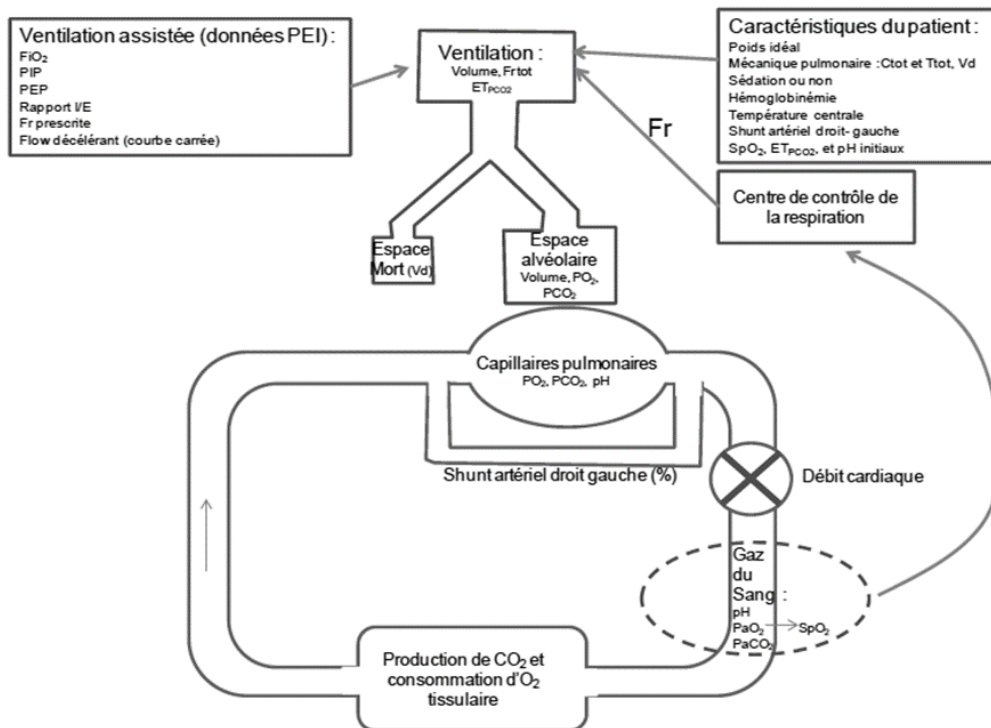 Ventilation assistée (données PEI) :
FiO₂
PIP
PEP
Rapport I/E
Fr prescrite
Flow décélérant (courbe carrée)
Ventilation :
Volume, Frtot
ETPCO2
Caractéristiques du patient :
Poids idéal
Mécanique pulmonaire : Ctot et Ttot, Vd
Sédation ou non
Hémoglobinémie
Température centrale
Shunt artériel droit- gauche
SpO₂, ETPCO2, et pH initiaux
Fr
Centre de contrôle de
la respiration
Espace
Mort (Vd)
Espace
alvéolaire
Volume, PO₂,
PCO₂
Capillaires pulmonaires
PO₂, PCO₂, pH
Shunt artériel droit gauche (%)
Débit cardiaque
Gaz
du
Sang :
pH
PaO₂ → SpO₂
PaCO₂
Production de CO₂ et
consommation d'O₂
tissulaire